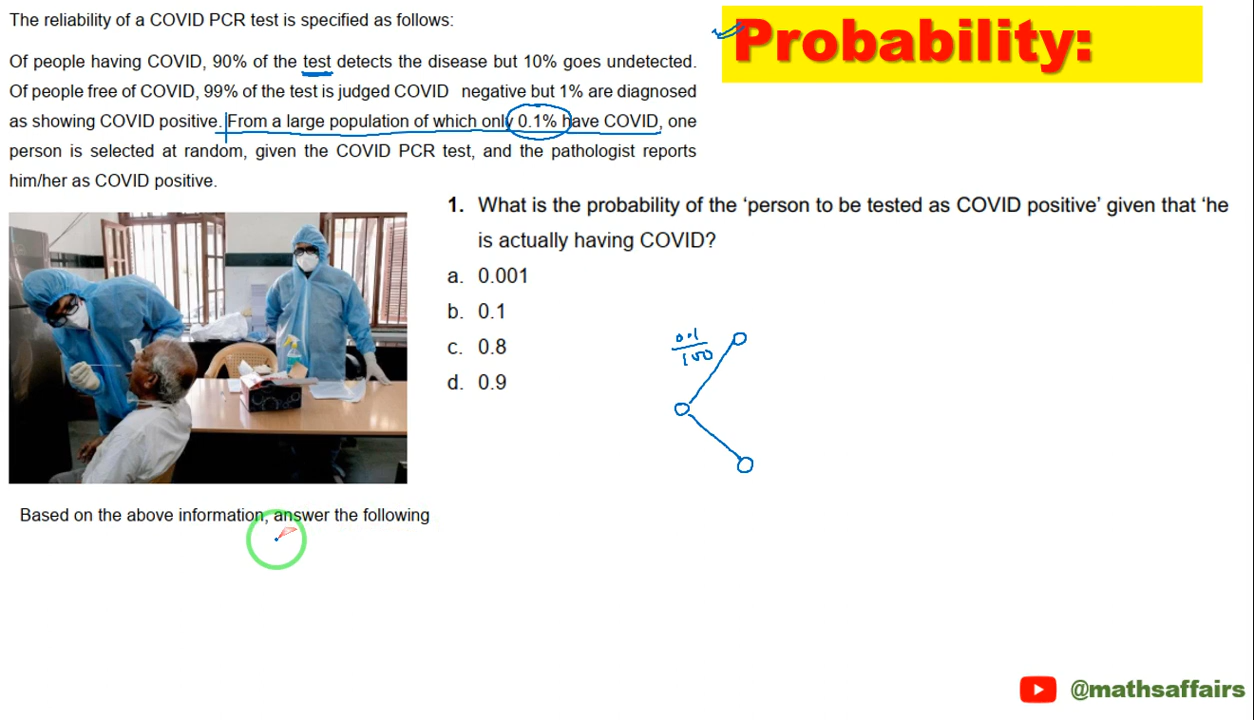 The reliability of a COVID PCR test is specified as follows:
Of people having COVID, 90% of the test detects the disease but 10% goes undetected.
Of people free of COVID, 99% of the test is judged COVID negative but 1% are diagnosed
as showing COVID positive. From a large population of which only 0.1% have COVID, one
person is selected at random, given the COVID PCR test, and the pathologist reports
him/her as COVID positive.
Probability:
1. What is the probability of the ‘person to be tested as COVID positive’ given that ‘he
is actually having COVID?
a. 0.001
b. 0.1
c. 0.8
d. 0.9
0.1
100
Based on the above information, answer the following
@mathsaffairs